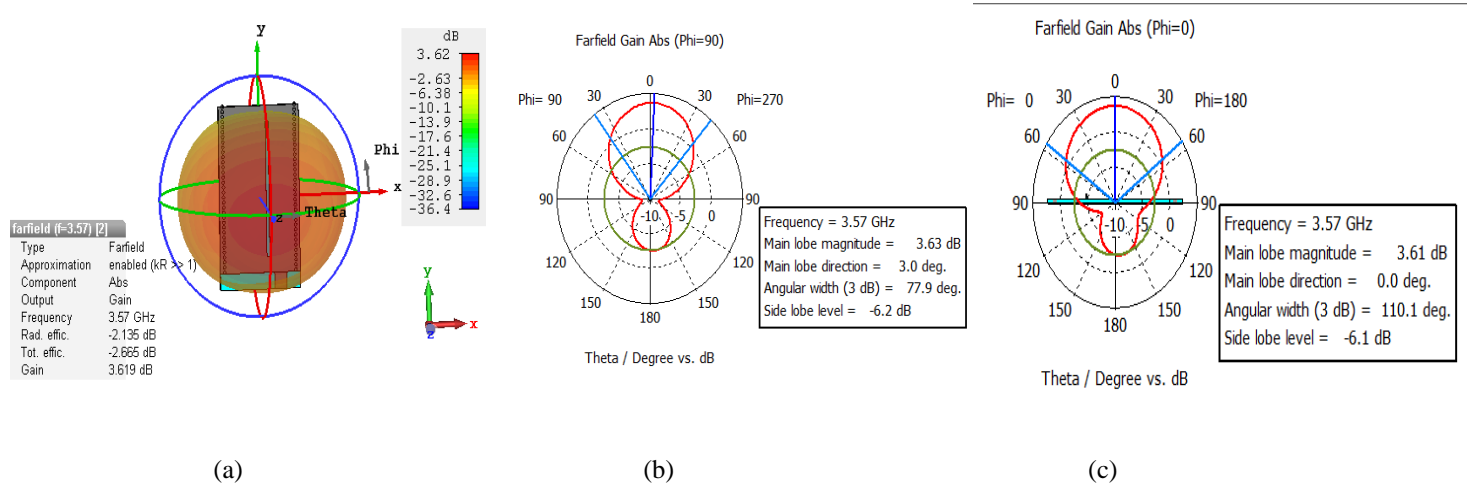 y
x
z
Phi
Theta
dB
3.62
-2.63
-6.38
-10.1
-13.9
-17.6
-21.4
-25.1
-28.9
-32.6
-36.4
farfield (f=3.57) [2]
Type Farfield
Approximation enabled (kR >> 1)
Component Abs
Output Gain
Frequency 3.57 GHz
Rad. effic. -2.135 dB
Tot. effic. -2.665 dB
Gain 3.619 dB
y
z
x
(a)
Farfield Gain Abs (Phi=90)
0
Phi= 90 30 30 Phi=270
60 60
90 90
-10 -5 0
120 120
150 150
180
Theta / Degree vs. dB
Frequency = 3.57 GHz
Main lobe magnitude = 3.63 dB
Main lobe direction = 3.0 deg.
Angular width (3 dB) = 77.9 deg.
Side lobe level = -6.2 dB
(b)
Farfield Gain Abs (Phi=0)
0
Phi= 0 30 30 Phi=180
60 60
90 90
-10 -5 0
120 120
150 150
180
Theta / Degree vs. dB
Frequency = 3.57 GHz
Main lobe magnitude = 3.61 dB
Main lobe direction = 0.0 deg.
Angular width (3 dB) = 110.1 deg.
Side lobe level = -6.1 dB
(c)